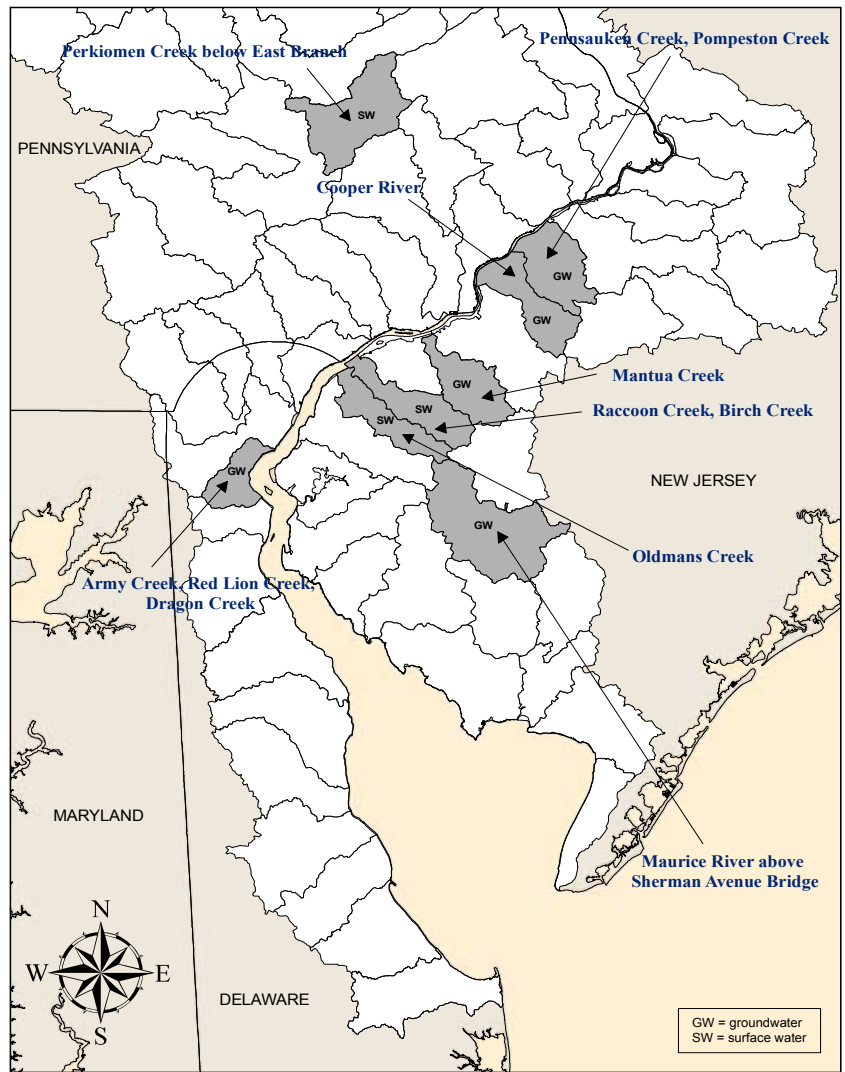 Pennsauken Creek, Pompeston Creek
Perkiomen Creek below East Branch
SW
PENNSYLVANIA
Cooper River
GW
GW
Mantua Creek
GW
Raccoon Creek, Birch Creek
SW
SW
GW
NEW JERSEY
GW
Oldmans Creek
Army Creek, Red Lion Creek,
Dragon Creek
MARYLAND
Maurice River above
Sherman Avenue Bridge
N
W
E
S
DELAWARE
GW = groundwater
SW = surface water